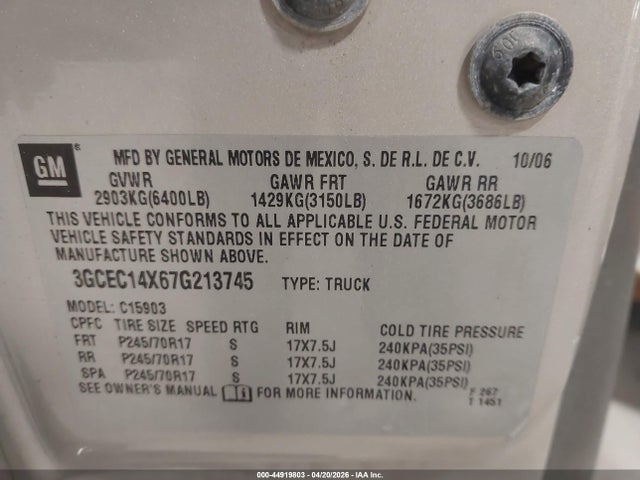 106
GM
MFD BY GENERAL MOTORS DE MEXICO, S. DE R.L. DE C.V. 10/06
GVWR GAWR FRT GAWR RR
2903KG(6400LB) 1429KG(3150LB) 1672KG(3686LB)
THIS VEHICLE CONFORMS TO ALL APPLICABLE U.S. FEDERAL MOTOR
VEHICLE SAFETY STANDARDS IN EFFECT ON THE DATE OF
MANUFACTURE SHOWN ABOVE.
3GCEC14X67G213745 TYPE: TRUCK
MODEL: C15903
CPFC TIRE SIZE SPEED RTG RIM COLD TIRE PRESSURE
FRT P245/70R17 S 17X7.5J 240KPA(35PSI)
RR P245/70R17 S 17X7.5J 240KPA(35PSI)
SPA P245/70R17 S 17X7.5J 240KPA(35PSI)
SEE OWNER'S MANUAL FOR MORE INFORMATION. F 267
T 1451
000-44919803 - 04/20/2026 - IAA Inc.